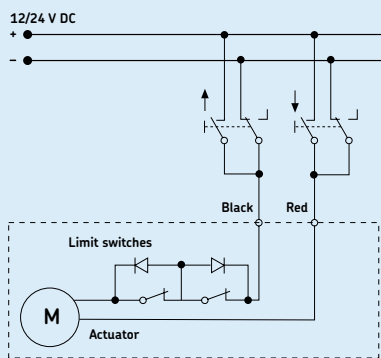 12/24 V DC
+
–
Black Red
Limit switches
M
Actuator